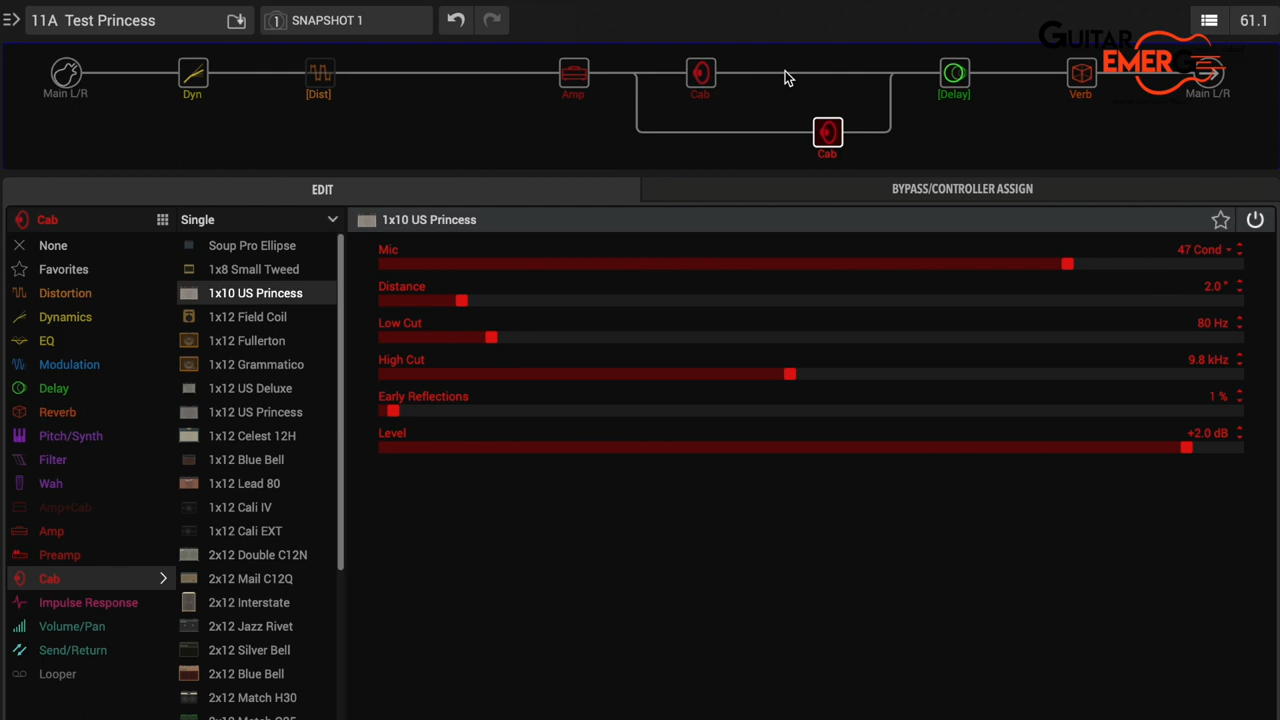 11A Test Princess
1
SNAPSHOT 1
61.1
GUITAR
EMERG
Main L/R
Dyn
[Dist]
Amp
Cab
[Delay]
Verb
Main L/R
Cab
EDIT
BYPASS/CONTROLLER ASSIGN
Cab
Single
1x10 US Princess
None
Favorites
Distortion
Dynamics
EQ
Modulation
Delay
Reverb
Pitch/Synth
Filter
Wah
Amp+Cab
Amp
Preamp
Cab
Impulse Response
Volume/Pan
Send/Return
Looper
Soup Pro Ellipse
1x8 Small Tweed
1x10 US Princess
1x12 Field Coil
1x12 Fullerton
1x12 Grammatico
1x12 US Deluxe
1x12 US Princess
1x12 Celest 12H
1x12 Blue Bell
1x12 Lead 80
1x12 Cali IV
1x12 Cali EXT
2x12 Double C12N
2x12 Mail C12Q
2x12 Interstate
2x12 Jazz Rivet
2x12 Silver Bell
2x12 Blue Bell
2x12 Match H30
Mic 47 Cond
Distance 2.0 "
Low Cut 80 Hz
High Cut 9.8 kHz
Early Reflections 1 %
Level +2.0 dB